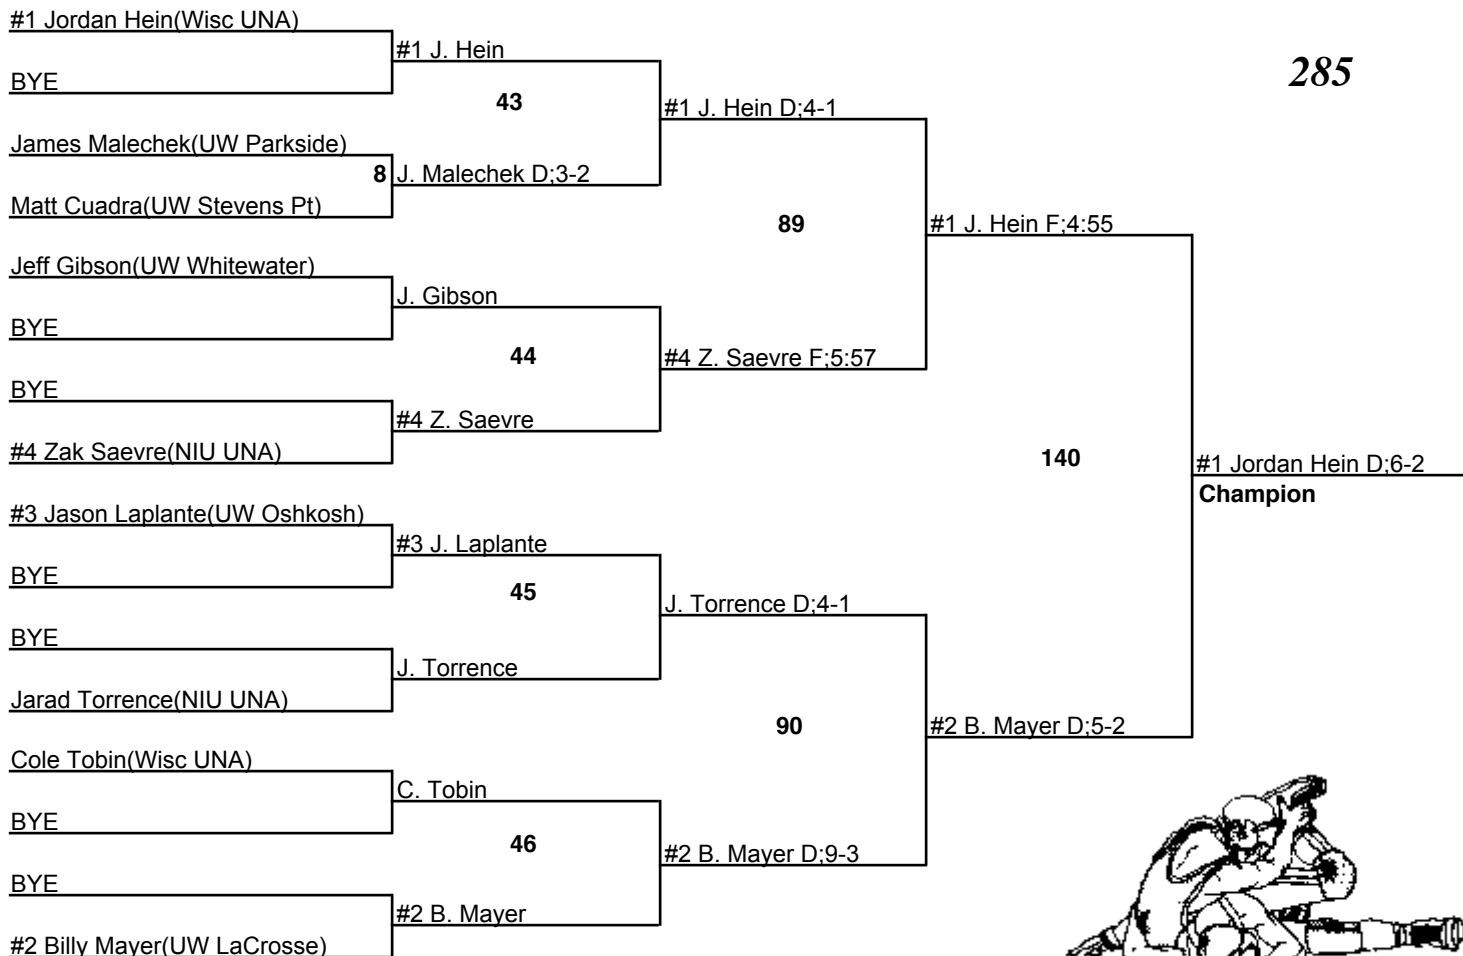 #1 Jordan Hein(Wisc UNA)
#1 J. Hein
285
BYE
43
#1 J. Hein D;4-1
James Malechek(UW Parkside)
8 J. Malechek D;3-2
Matt Cuadra(UW Stevens Pt)
89
#1 J. Hein F;4:55
Jeff Gibson(UW Whitewater)
J. Gibson
BYE
44
#4 Z. Saevre F;5:57
BYE
#4 Z. Saevre
#4 Zak Saevre(NIU UNA)
140
#1 Jordan Hein D;6-2
Champion
#3 Jason Laplante(UW Oshkosh)
#3 J. Laplante
BYE
45
J. Torrence D;4-1
BYE
J. Torrence
Jarad Torrence(NIU UNA)
90
#2 B. Mayer D;5-2
Cole Tobin(Wisc UNA)
C. Tobin
BYE
46
#2 B. Mayer D;9-3
BYE
#2 B. Mayer
#2 Billy Mayer(UW LaCrosse)